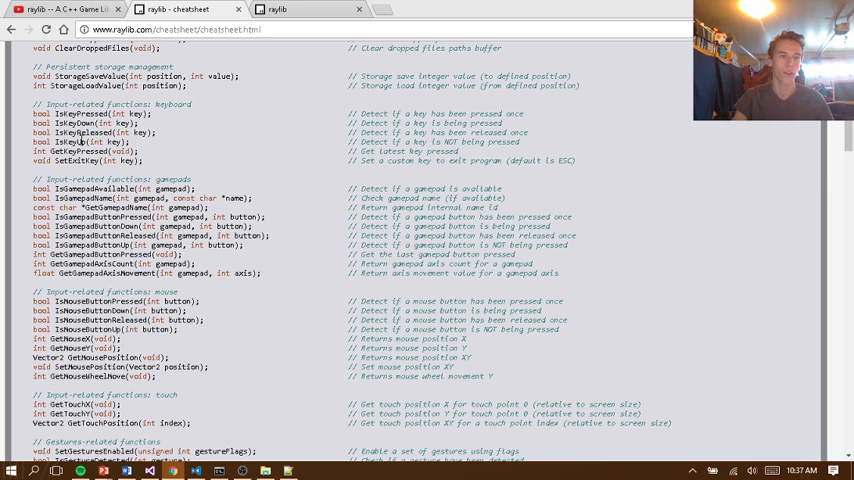 raylib -- A C++ Game Li
raylib - cheatsheet
raylib
www.raylib.com/cheatsheet/cheatsheet.html
void ClearDroppedFiles(void); // Clear dropped files paths buffer
// Persistent storage management
void StorageSaveValue(int position, int value); // Storage save integer value (to defined position)
int StorageLoadValue(int position); // Storage load integer value (from defined position)
// Input-related functions: keyboard
bool IsKeyPressed(int key); // Detect if a key has been pressed once
bool IsKeyDown(int key); // Detect if a key is being pressed
bool IsKeyReleased(int key); // Detect if a key has been released once
bool IsKeyUp(int key); // Detect if a key is NOT being pressed
int GetKeyPressed(void); // Get latest key pressed
void SetExitKey(int key); // Set a custom key to exit program (default is ESC)
// Input-related functions: gamepads
bool IsGamepadAvailable(int gamepad); // Detect if a gamepad is available
bool IsGamepadName(int gamepad, const char *name); // Check gamepad name (if available)
const char *GetGamepadName(int gamepad); // Return gamepad internal name id
bool IsGamepadButtonPressed(int gamepad, int button); // Detect if a gamepad button has been pressed once
bool IsGamepadButtonDown(int gamepad, int button); // Detect if a gamepad button is being pressed
bool IsGamepadButtonReleased(int gamepad, int button); // Detect if a gamepad button has been released once
bool IsGamepadButtonUp(int gamepad, int button); // Detect if a gamepad button is NOT being pressed
int GetGamepadButtonPressed(void); // Get the last gamepad button pressed
int GetGamepadAxisCount(int gamepad); // Return gamepad axis count for a gamepad
float GetGamepadAxisMovement(int gamepad, int axis); // Return axis movement value for a gamepad axis
// Input-related functions: mouse
bool IsMouseButtonPressed(int button); // Detect if a mouse button has been pressed once
bool IsMouseButtonDown(int button); // Detect if a mouse button is being pressed
bool IsMouseButtonReleased(int button); // Detect if a mouse button has been released once
bool IsMouseButtonUp(int button); // Detect if a mouse button is NOT being pressed
int GetMouseX(void); // Returns mouse position X
int GetMouseY(void); // Returns mouse position Y
Vector2 GetMousePosition(void); // Returns mouse position XY
void SetMousePosition(Vector2 position); // Set mouse position XY
int GetMouseWheelMove(void); // Returns mouse wheel movement Y
// Input-related functions: touch
int GetTouchX(void); // Get touch position X for touch point 0 (relative to screen size)
int GetTouchY(void); // Get touch position Y for touch point 0 (relative to screen size)
Vector2 GetTouchPosition(int index); // Get touch position XY for a touch point index (relative to screen size)
// Gestures-related functions
void SetGesturesEnabled(unsigned int gestureFlags); // Enable a set of gestures using flags
bool IsGestureDetected(int gesture); // Check if a gesture have been detected
10:37 AM